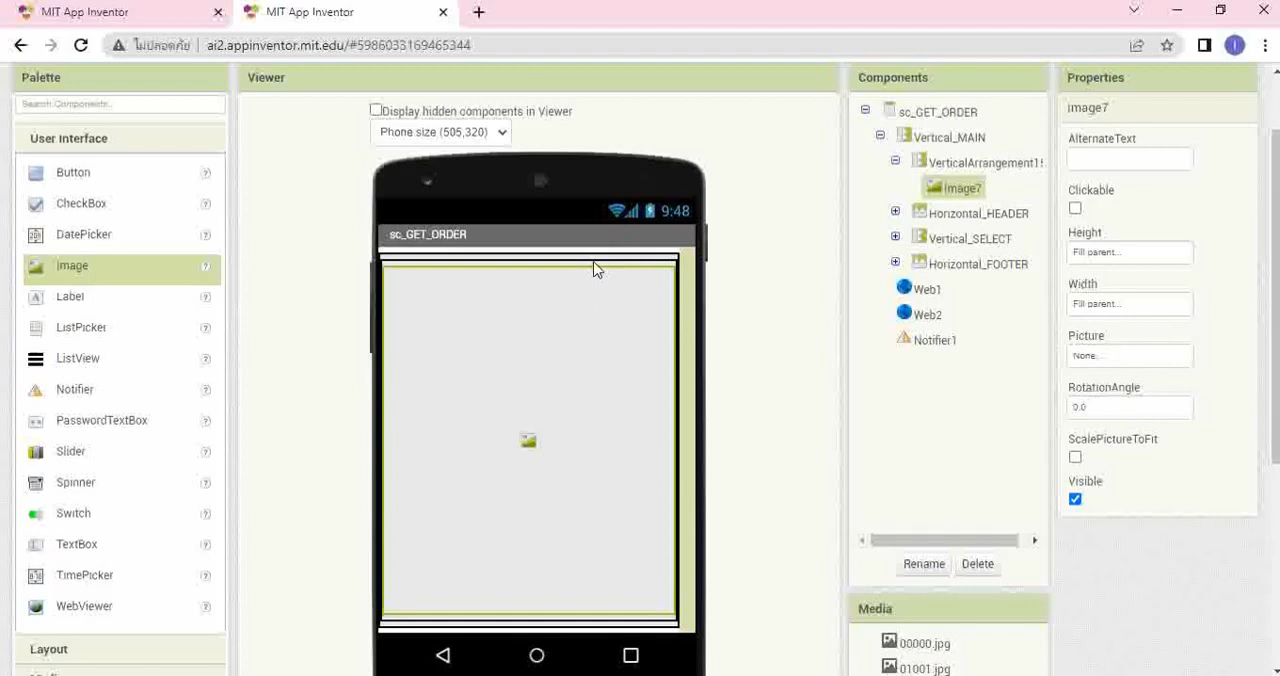 MIT App Inventor
MIT App Inventor
ไม่ปลอดภัย
ai2.appinventor.mit.edu/#5986033169465344
i
Palette
Search Components...
User Interface
Button
?
CheckBox
?
DatePicker
?
Image
?
Label
?
ListPicker
?
ListView
?
Notifier
?
PasswordTextBox
?
Slider
?
Spinner
?
Switch
?
TextBox
?
TimePicker
?
WebViewer
?
Layout
Viewer
Display hidden components in Viewer
Phone size (505,320)
9:48
sc_GET_ORDER
Components
sc_GET_ORDER
Vertical_MAIN
VerticalArrangement1
Image7
Horizontal_HEADER
Vertical_SELECT
Horizontal_FOOTER
Web1
Web2
Notifier1
Rename
Delete
Media
00000.jpg
01001.jpg
Properties
Image7
AlternateText
Clickable
Height
Fill parent...
Width
Fill parent...
Picture
None...
RotationAngle
0.0
ScalePictureToFit
Visible